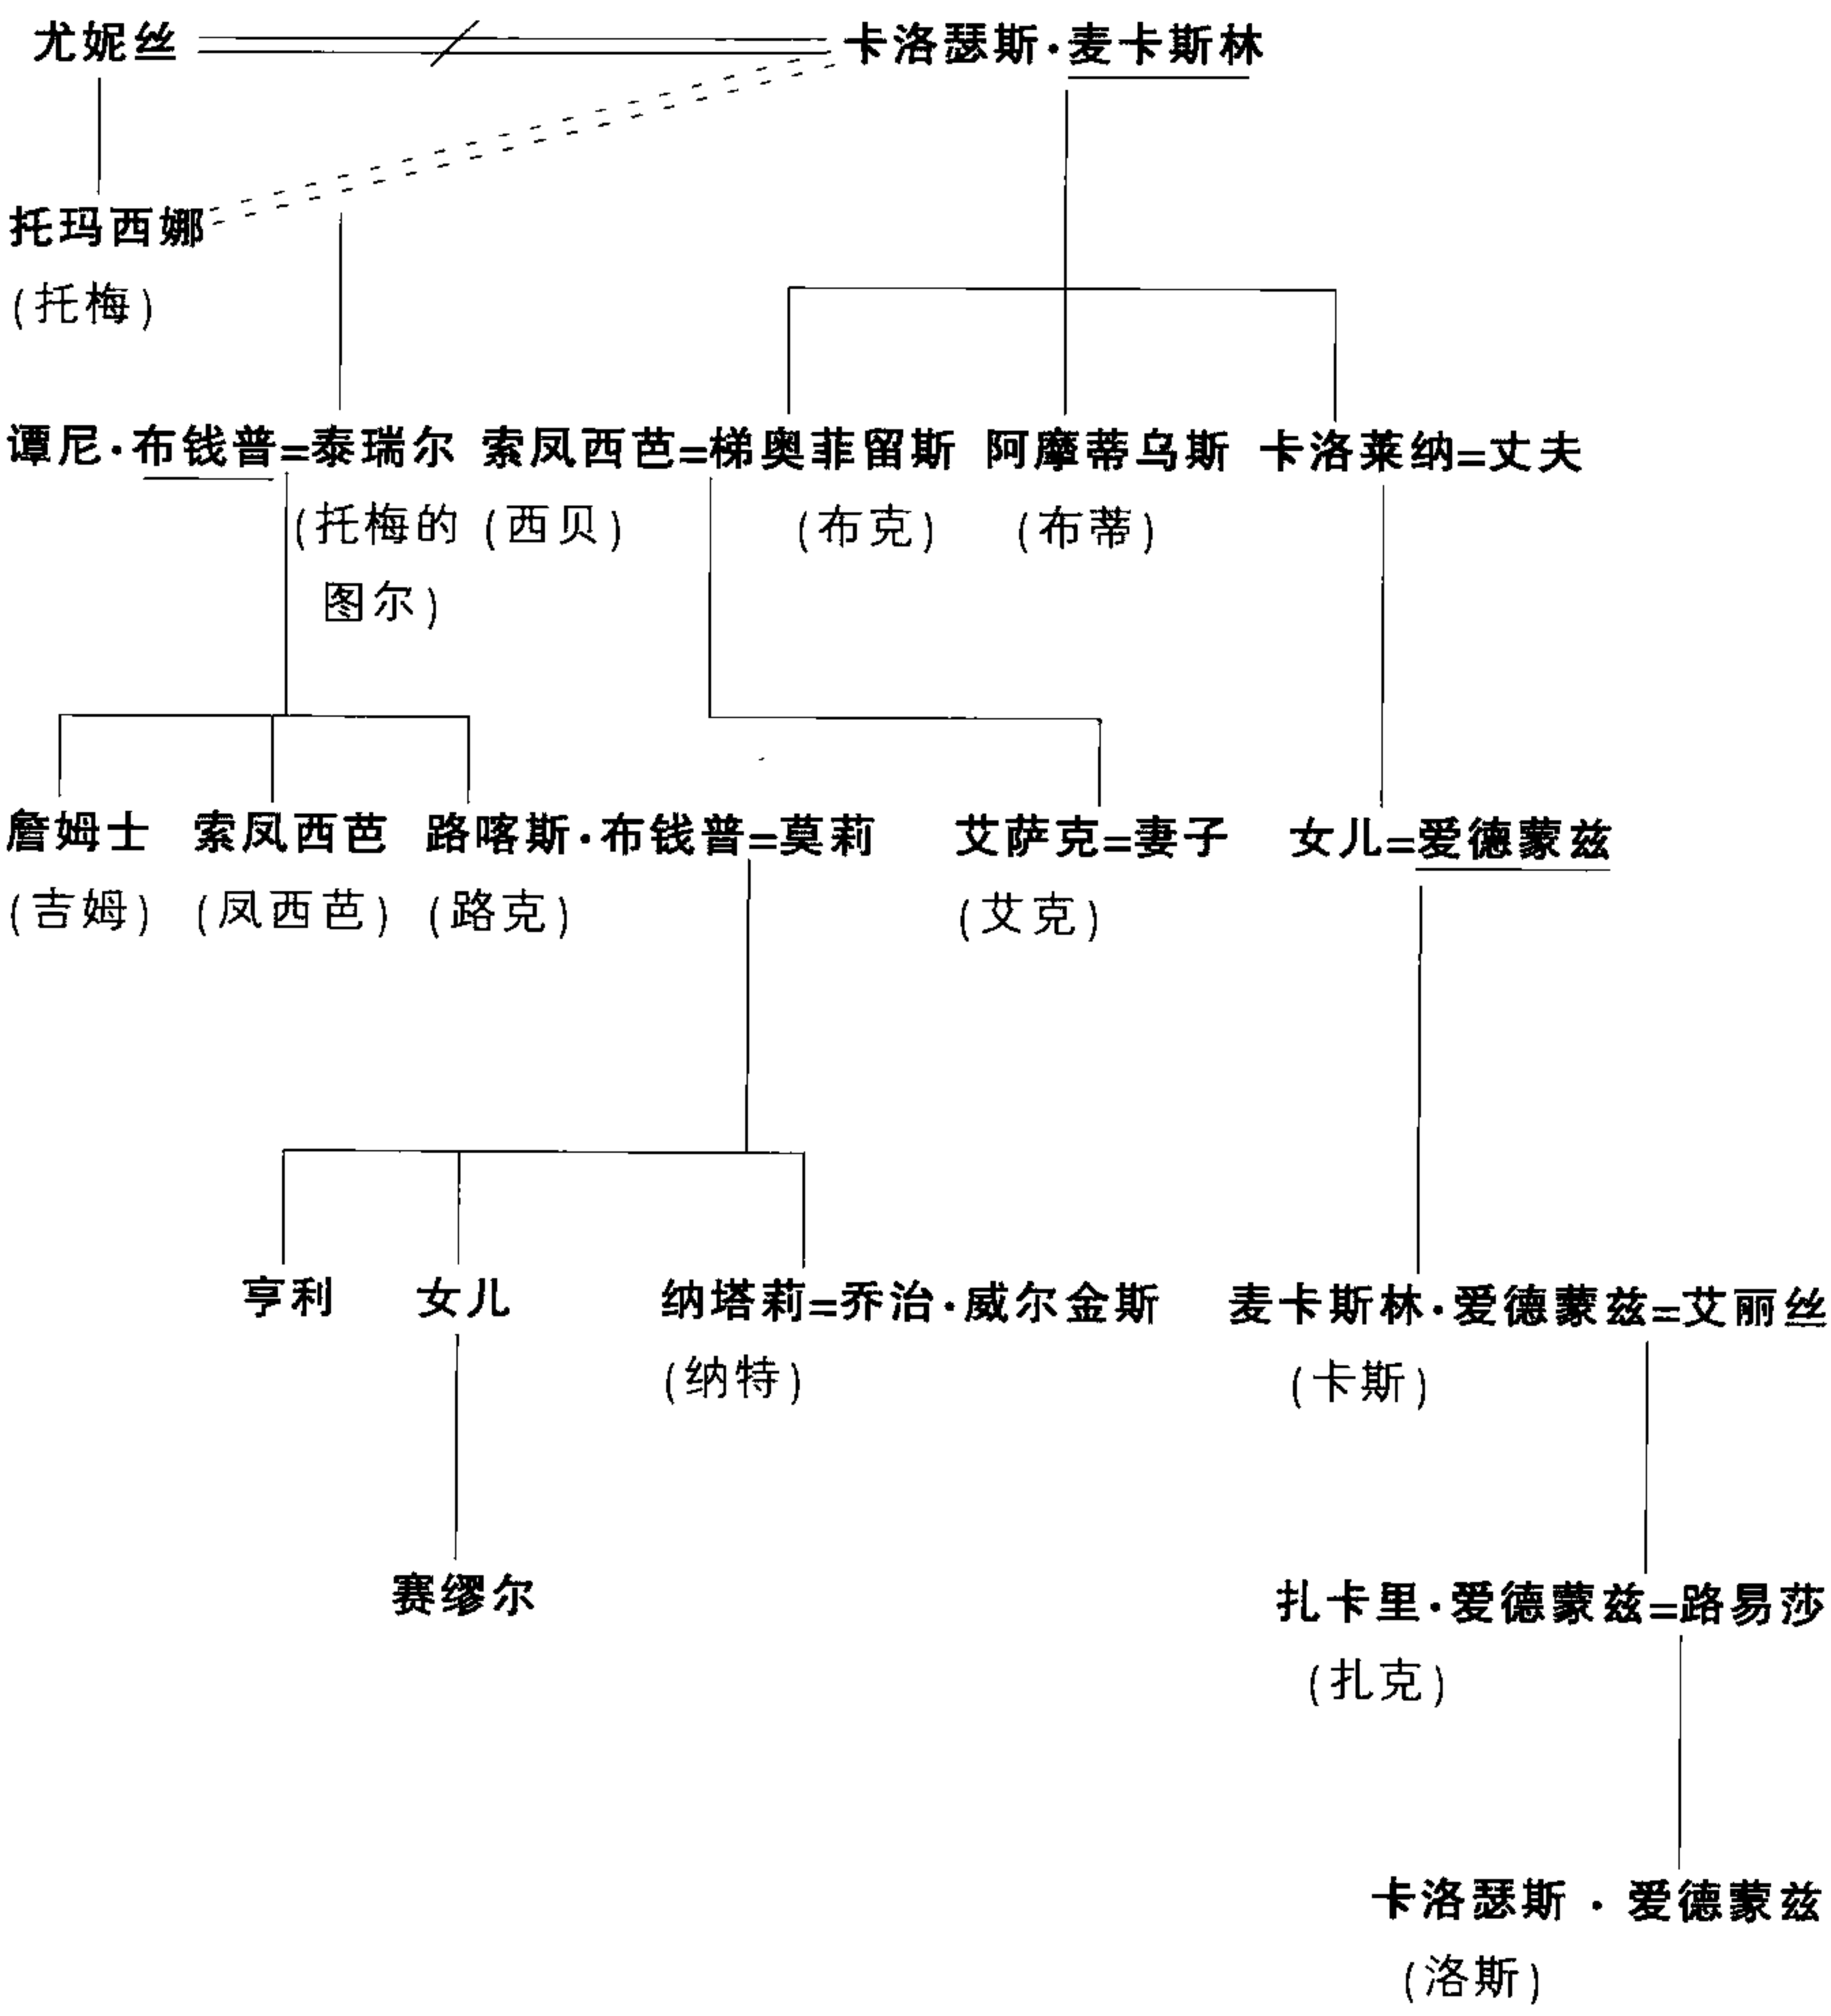 尤妮丝 卡洛瑟斯·麦卡斯林
托玛西娜
(托梅)
谭尼·布钱普=泰瑞尔 索凤西芭=梯奥菲留斯 阿摩蒂乌斯 卡洛莱纳=丈夫
(托梅的 (西贝) (布克) (布蒂)
图尔)
詹姆士 索凤西芭 路喀斯·布钱普=莫莉 艾萨克=妻子 女儿=爱德蒙兹
(吉姆) (凤西芭) (路克) (艾克)
亨利 女儿 纳塔莉=乔治·威尔金斯 麦卡斯林·爱德蒙兹=艾丽丝
(纳特) (卡斯)
赛缪尔 扎卡里·爱德蒙兹=路易莎
(扎克)
卡洛瑟斯·爱德蒙兹
(洛斯)